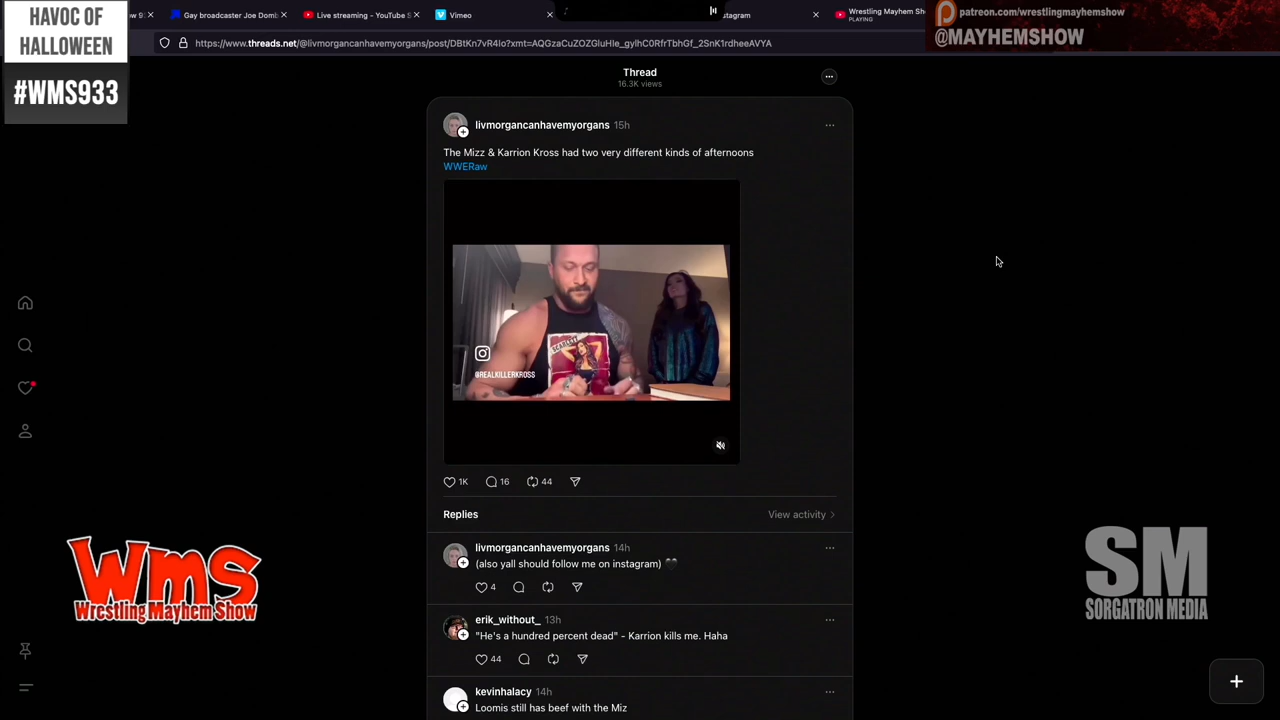 HAVOC OF
HALLOWEEN
#WMS933
Gay broadcaster Joe Domb
Live streaming - YouTube S
Vimeo
stagram
Wrestling Mayhem Sh
PLAYING
patreon.com/wrestlingmayhemshow
@MAYHEMSHOW
https://www.threads.net/@livmorgancanhavemyorgans/post/DBtKn7vR4Io?xmt=AQGzaCuZOZGluHIe_gylhC0RfrTbhGf_2SnK1rdheeAVYA
Thread
16.3K views
livmorgancanhavemyorgans 15h
The Mizz & Karrion Kross had two very different kinds of afternoons
WWERaw
SCARLETT
@REALKILLERKROSS
1K 16 44
Replies
View activity
livmorgancanhavemyorgans 14h
(also yall should follow me on instagram) 🖤
4
erik_without_ 13h
"He's a hundred percent dead" - Karrion kills me. Haha
44
kevinhalacy 14h
Loomis still has beef with the Miz
WMS
Wrestling Mayhem Show
SM
SORGATRON MEDIA